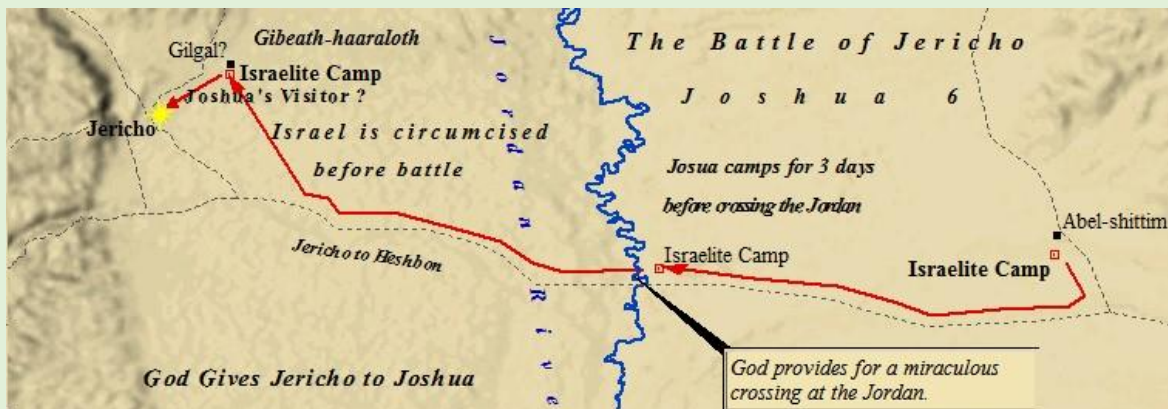 The Battle of Jericho
Joshua 6
Gilgal?
Gibeath-haaraloth
Israelite Camp
Joshua's Visitor ?
Jericho
Israel is circumcised
before battle
Jordan Rive
Josua camps for 3 days
before crossing the Jordan
Abel-shittim
Israelite Camp
Israelite Camp
Jericho to Heshbon
God provides for a miraculous
crossing at the Jordan.
God Gives Jericho to Joshua